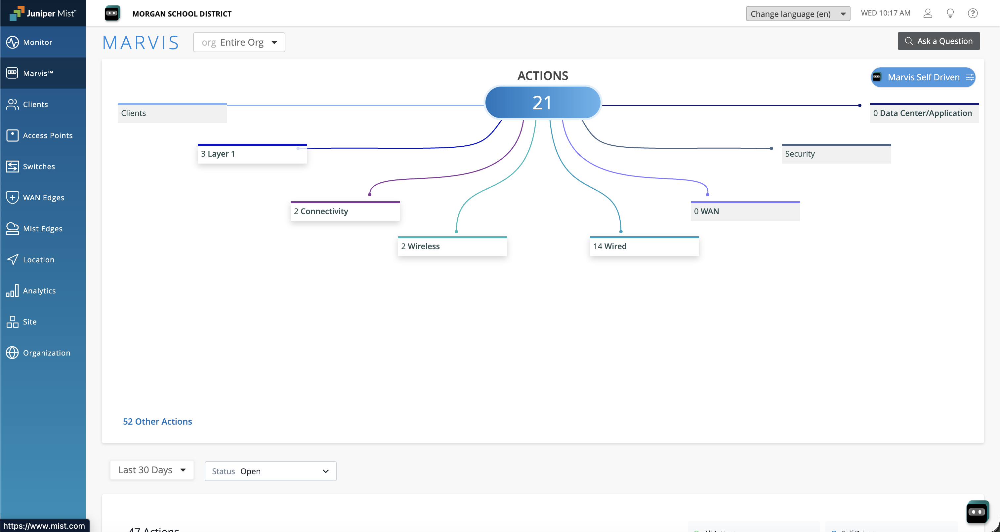 Juniper Mist™
MORGAN SCHOOL DISTRICT
Change language (en)
WED 10:17 AM
Monitor
Marvis™
Clients
Access Points
Switches
WAN Edges
Mist Edges
Location
Analytics
Site
Organization
https://www.mist.com
MARVIS
org Entire Org
Ask a Question
ACTIONS
Marvis Self Driven
21
Clients
0 Data Center/Application
3 Layer 1
Security
2 Connectivity
0 WAN
2 Wireless
14 Wired
52 Other Actions
Last 30 Days
Status Open
47 Actions